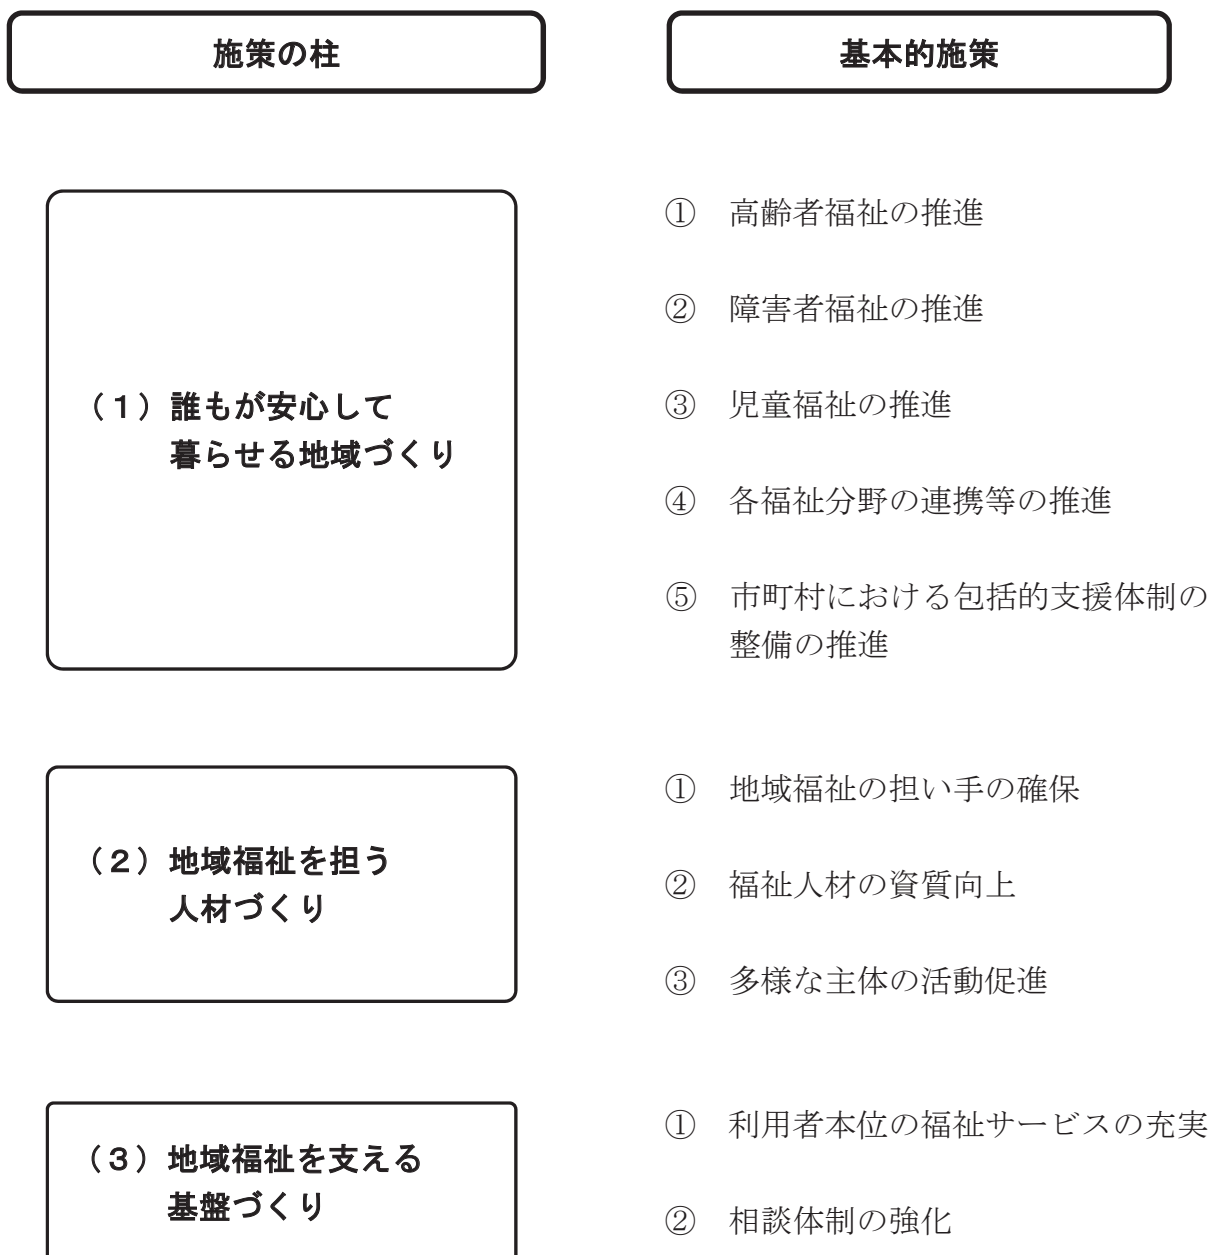 施策の柱
基本的施策
（１）誰もが安心して
暮らせる地域づくり
① 高齢者福祉の推進
② 障害者福祉の推進
③ 児童福祉の推進
④ 各福祉分野の連携等の推進
⑤ 市町村における包括的支援体制の
整備の推進
（２）地域福祉を担う
人材づくり
① 地域福祉の担い手の確保
② 福祉人材の資質向上
③ 多様な主体の活動促進
（３）地域福祉を支える
基盤づくり
① 利用者本位の福祉サービスの充実
② 相談体制の強化